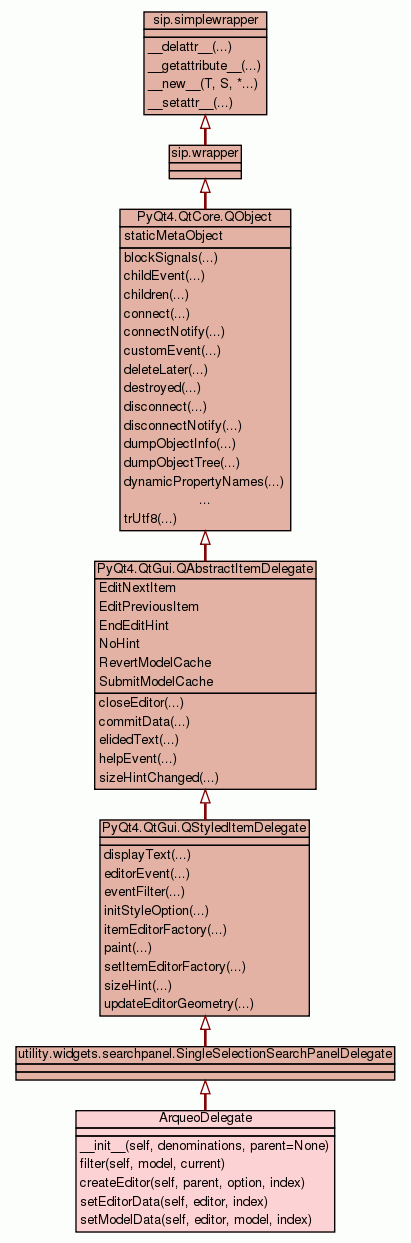 sip.simplewrapper
__delattr__(...)
__getattribute__(...)
__new__(T, S, *...)
__setattr__(...)
sip.wrapper
PyQt4.QtCore.QObject
staticMetaObject
blockSignals(...)
childEvent(...)
children(...)
connect(...)
connectNotify(...)
customEvent(...)
deleteLater(...)
destroyed(...)
disconnect(...)
disconnectNotify(...)
dumpObjectInfo(...)
dumpObjectTree(...)
dynamicPropertyNames(...)
...
trUtf8(...)
PyQt4.QtGui.QAbstractItemDelegate
EditNextItem
EditPreviousItem
EndEditHint
NoHint
RevertModelCache
SubmitModelCache
closeEditor(...)
commitData(...)
elidedText(...)
helpEvent(...)
sizeHintChanged(...)
PyQt4.QtGui.QStyledItemDelegate
displayText(...)
editorEvent(...)
eventFilter(...)
initStyleOption(...)
itemEditorFactory(...)
paint(...)
setItemEditorFactory(...)
sizeHint(...)
updateEditorGeometry(...)
utility.widgets.searchpanel.SingleSelectionSearchPanelDelegate
ArqueoDelegate
__init__(self, denominations, parent=None)
filter(self, model, current)
createEditor(self, parent, option, index)
setEditorData(self, editor, index)
setModelData(self, editor, model, index)